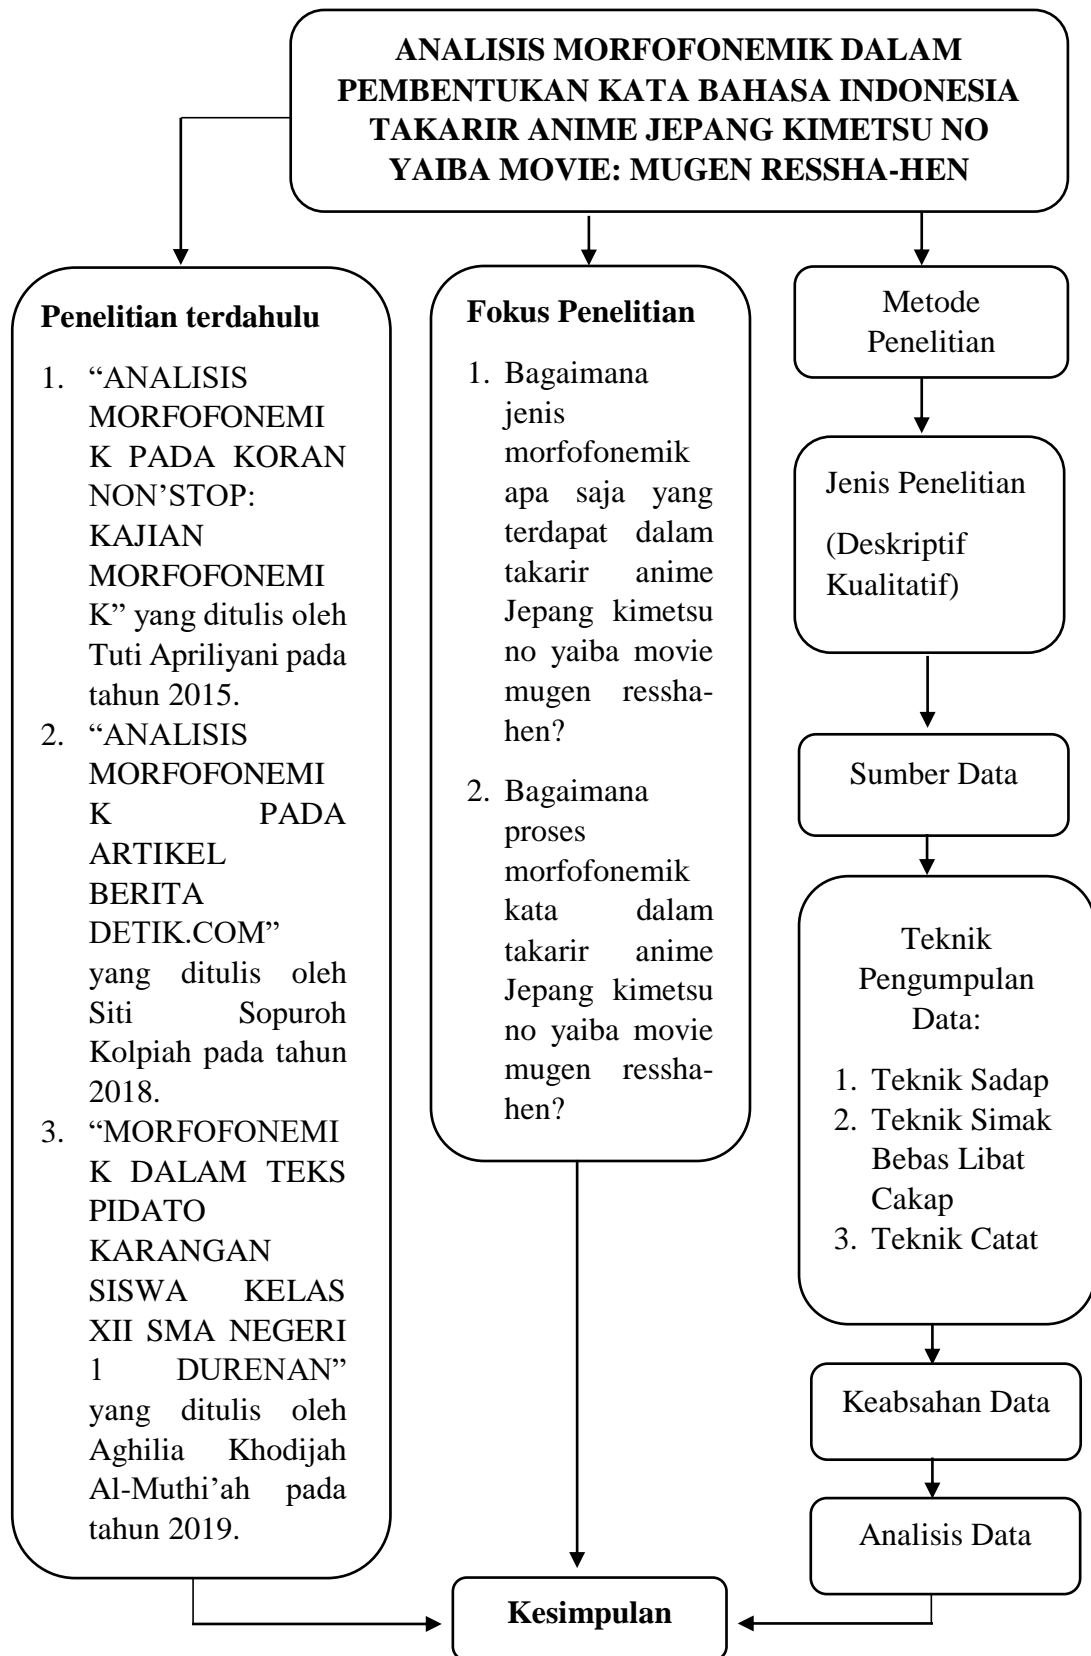 ANALISIS MORFOFONEMIK DALAM
PEMBENTUKAN KATA BAHASA INDONESIA
TAKARIR ANIME JEPANG KIMETSU NO
YAIBA MOVIE: MUGEN RESSHA-HEN
Penelitian terdahulu
1. “ANALISIS
MORFOFONEMI
K PADA KORAN
NON’STOP:
KAJIAN
MORFOFONEMI
K” yang ditulis oleh
Tuti Apriliyani pada
tahun 2015.
2. “ANALISIS
MORFOFONEMI
K PADA
ARTIKEL
BERITA
DETIK.COM”
yang ditulis oleh
Siti Sopuroh
Kolpiah pada tahun
2018.
3. “MORFOFONEMI
K DALAM TEKS
PIDATO
KARANGAN
SISWA KELAS
XII SMA NEGERI
1 DURENAN”
yang ditulis oleh
Aghilia Khodijah
Al-Muthi’ah pada
tahun 2019.
Fokus Penelitian
1. Bagaimana
jenis
morfofonemik
apa saja yang
terdapat dalam
takarir anime
Jepang kimetsu
no yaiba movie
mugen ressha-
hen?
2. Bagaimana
proses
morfofonemik
kata dalam
takarir anime
Jepang kimetsu
no yaiba movie
mugen ressha-
hen?
Metode
Penelitian
Jenis Penelitian
(Deskriptif
Kualitatif)
Sumber Data
Teknik
Pengumpulan
Data:
1. Teknik Sadap
2. Teknik Simak
Bebas Libat
Cakap
3. Teknik Catat
Keabsahan Data
Analisis Data
Kesimpulan